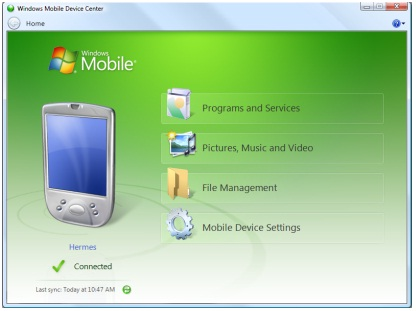 Windows Mobile Device Center
Home
Windows
Mobile
Programs and Services
Pictures, Music and Video
File Management
Mobile Device Settings
Hermes
Connected
Last sync: Today at 10:47 AM